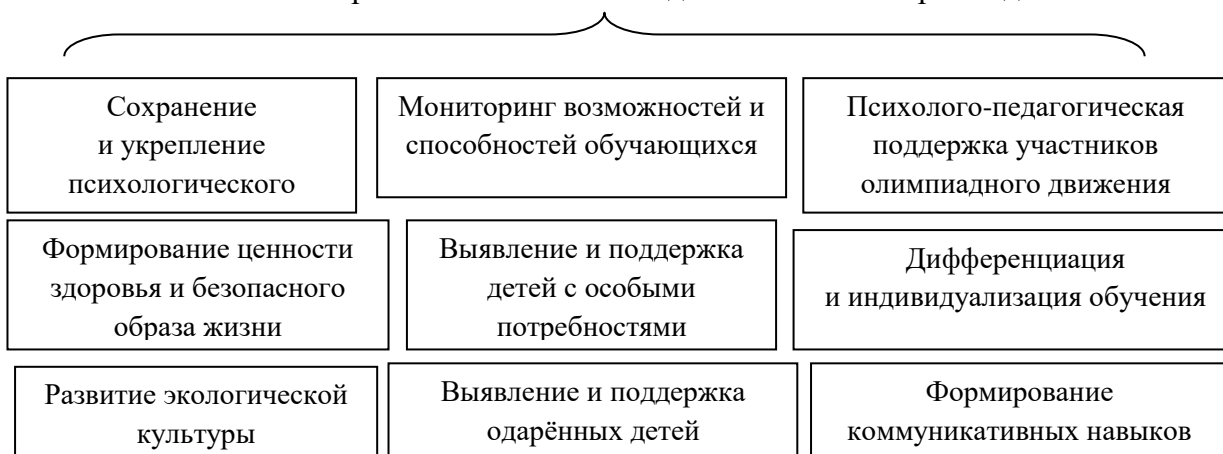 Сохранение
и укрепление
психологического
Мониторинг возможностей и
способностей обучающихся
Психолого-педагогическая
поддержка участников
олимпиадного движения
Формирование ценности
здоровья и безопасного
образа жизни
Выявление и поддержка
детей с особыми
потребностями
Дифференциация
и индивидуализация обучения
Развитие экологической
культуры
Выявление и поддержка
одарённых детей
Формирование
коммуникативных навыков